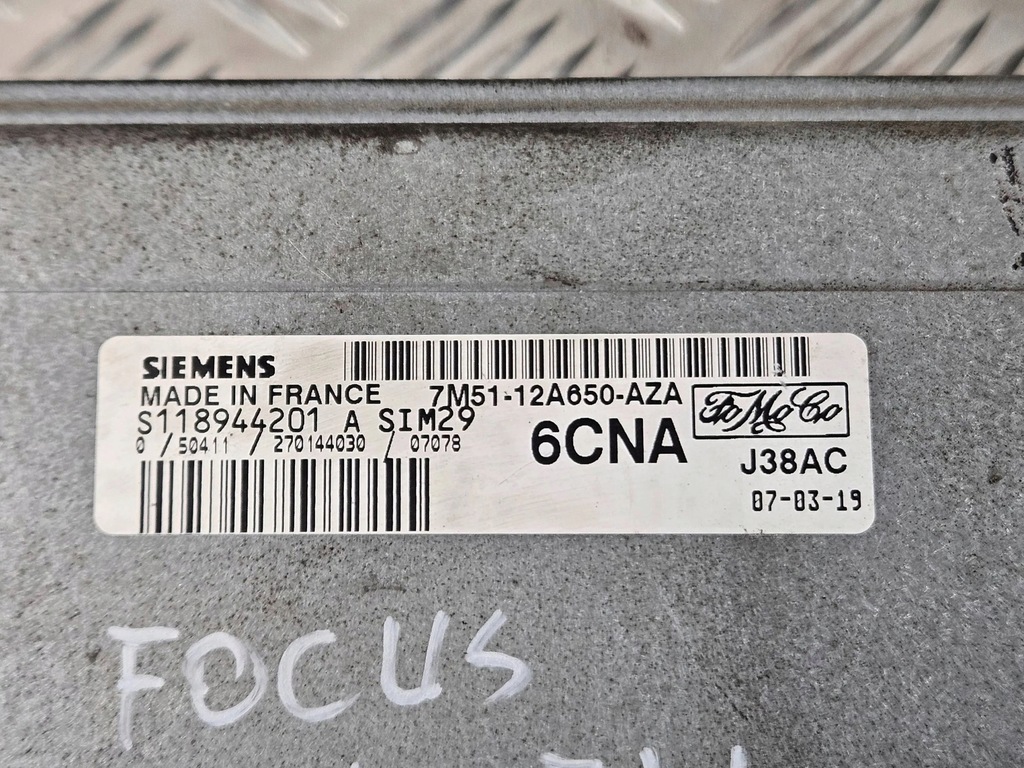 SIEMENS
MADE IN FRANCE 7M51-12A650-AZA
FoMoCo
S118944201 A SIM29
0 / 50411 / 270144030 / 07078
6CNA
J38AC
07-03-19
FOCUS